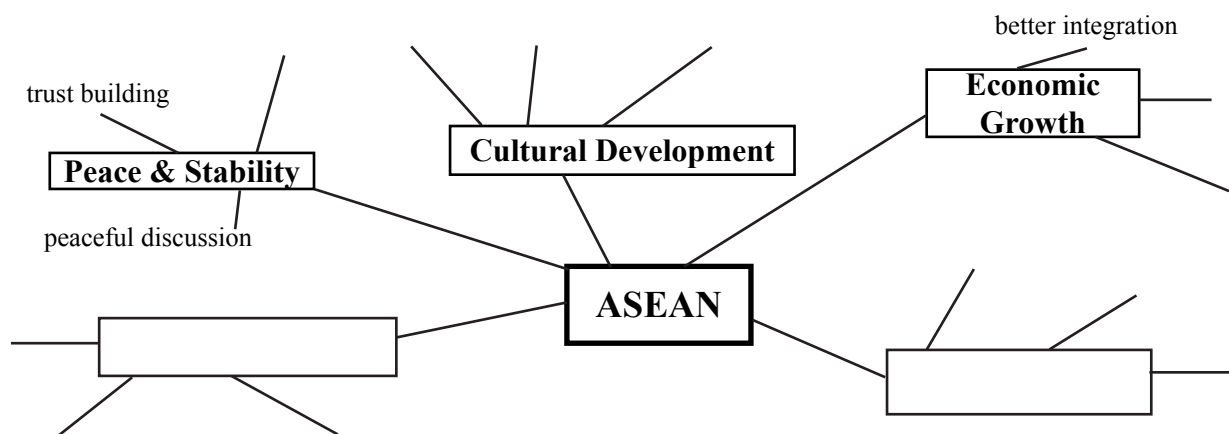 better integration
trust building
Economic
Growth
Cultural Development
Peace & Stability
peaceful discussion
ASEAN